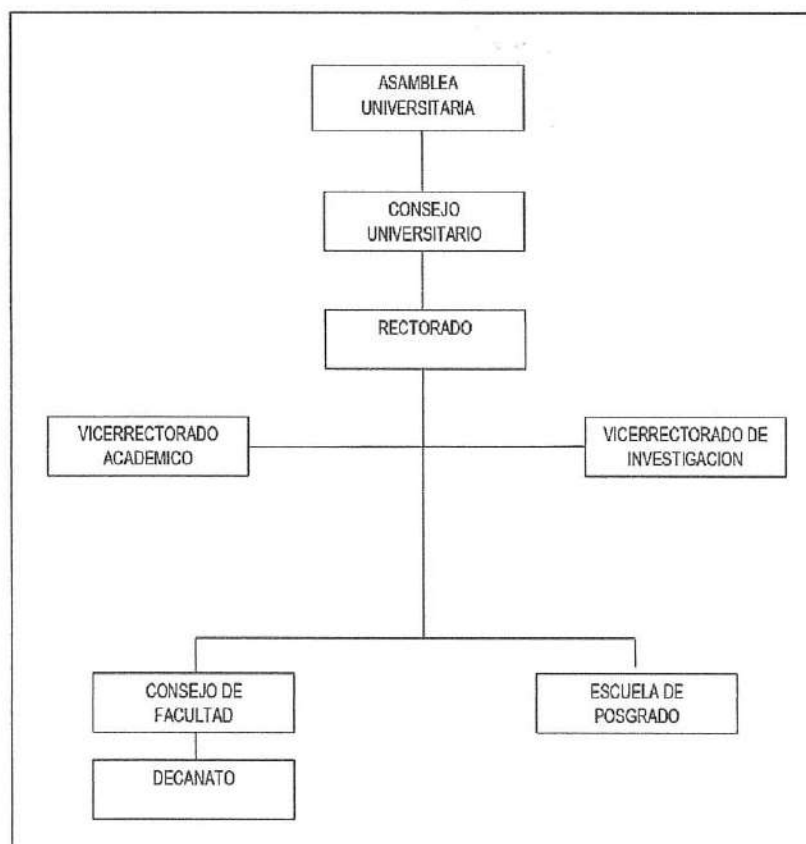 ASAMBLEA
UNIVERSITARIA
CONSEJO
UNIVERSITARIO
RECTORADO
VICERRECTORADO
ACADEMICO
VICERRECTORADO DE
INVESTIGACION
CONSEJO DE
FACULTAD
ESCUELA DE
POSGRADO
DECANATO